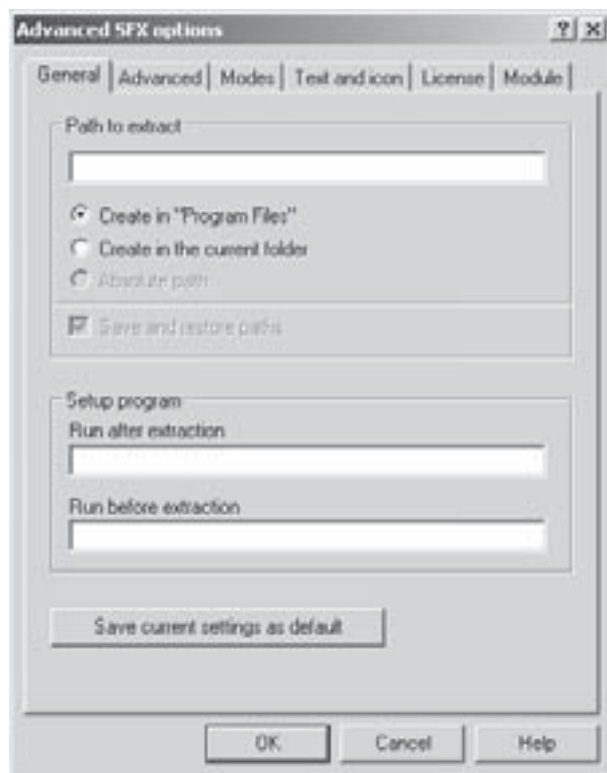 Advanced SFX options
General Advanced Modes Text and icon License Module
Path to extract
Create in "Program Files"
Create in the current folder
Absolute path
Save and restore paths
Setup program
Run after extraction
Run before extraction
Save current settings as default
OK Cancel Help